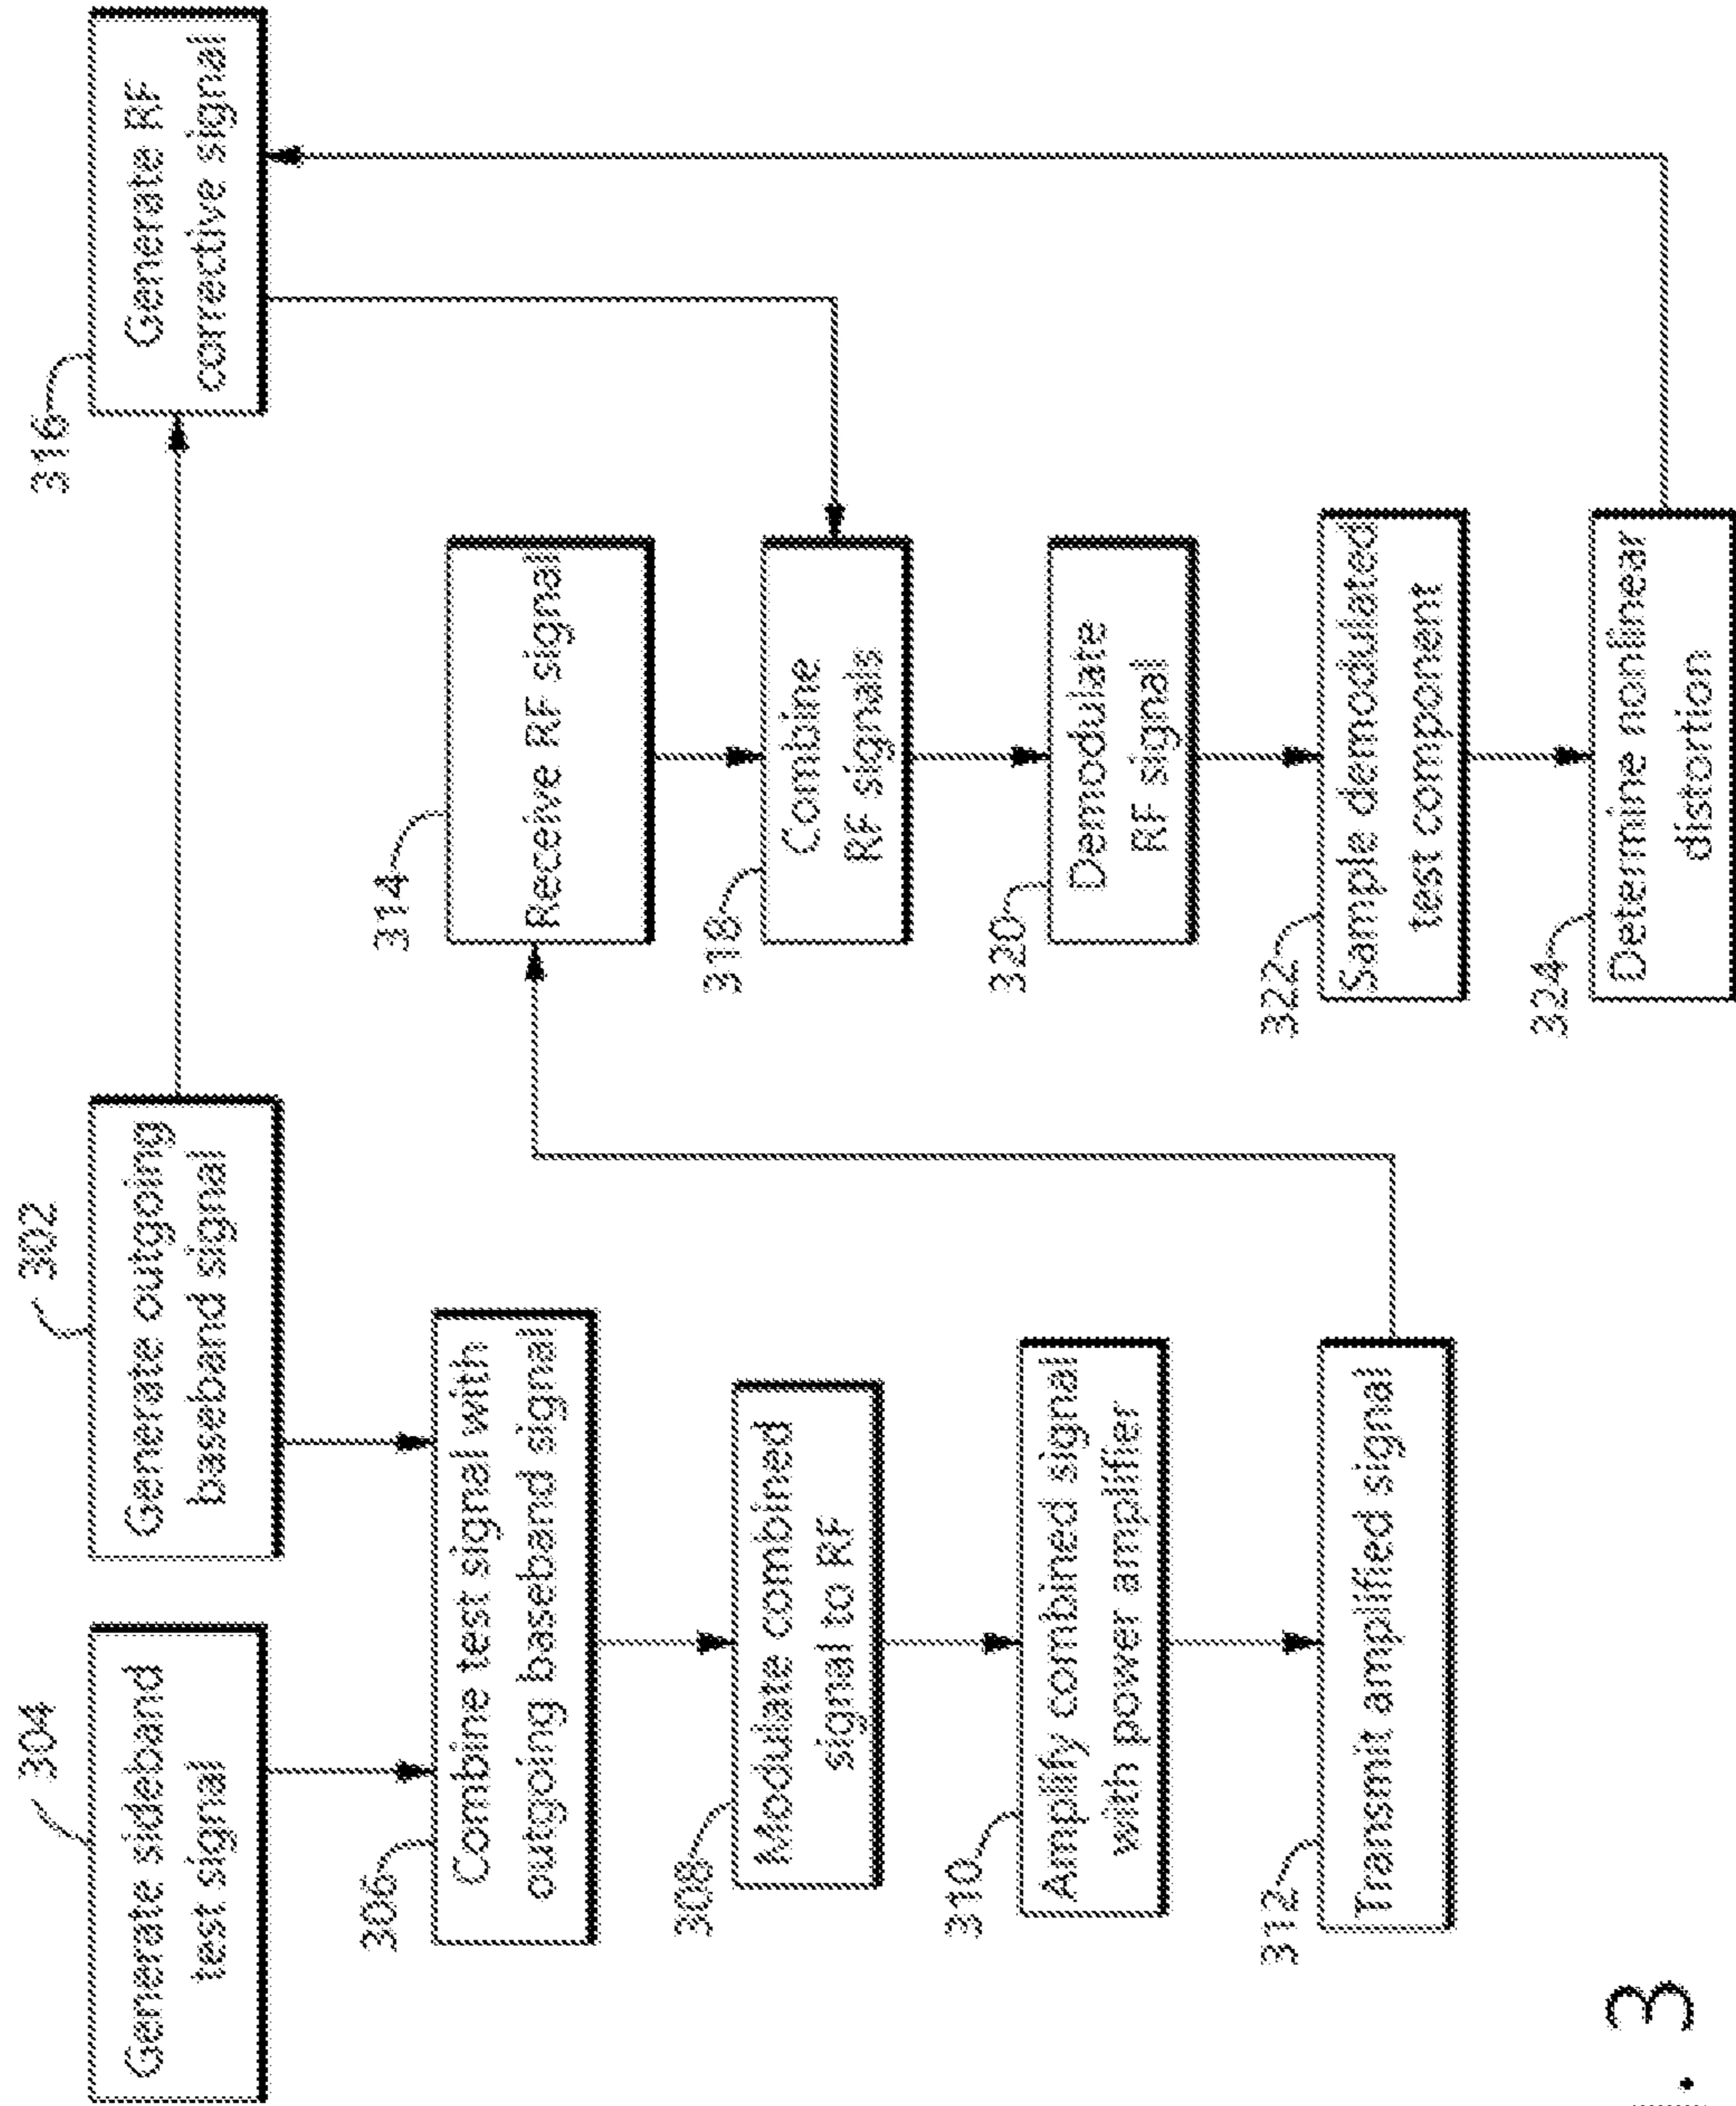 304
Generate sideband
test signal
302
Generate outgoing
baseband signal
316
Generate RF
corrective signal
306
Combine test signal with
outgoing baseband signal
308
Modulate combined
signal to RF
310
Amplify combined signal
with power amplifier
312
Transmit amplified signal
314
Receive RF signal
318
Combine
RF signals
320
Demodulate
RF signal
322
Sample demodulated
test component
324
Determine nonlinear
distortion
. 3